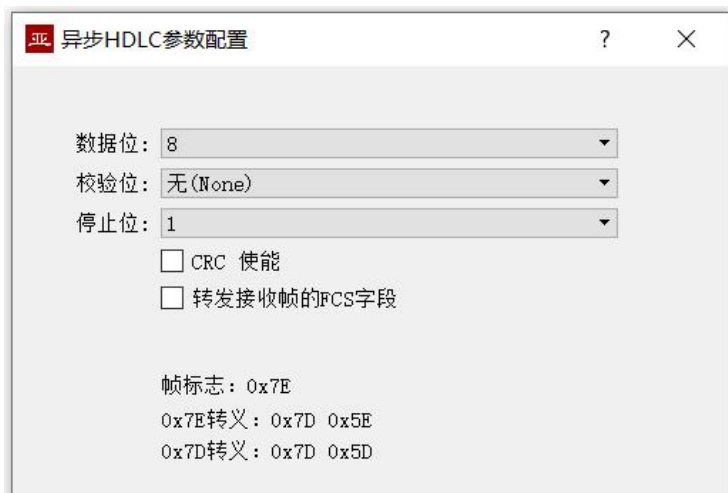 亚 异步HDLC参数配置 ?
数据位: 8
校验位: 无(None)
停止位: 1
CRC 使能
转发接收帧的FCS字段
帧标志: 0x7E
0x7E转义: 0x7D 0x5E
0x7D转义: 0x7D 0x5D